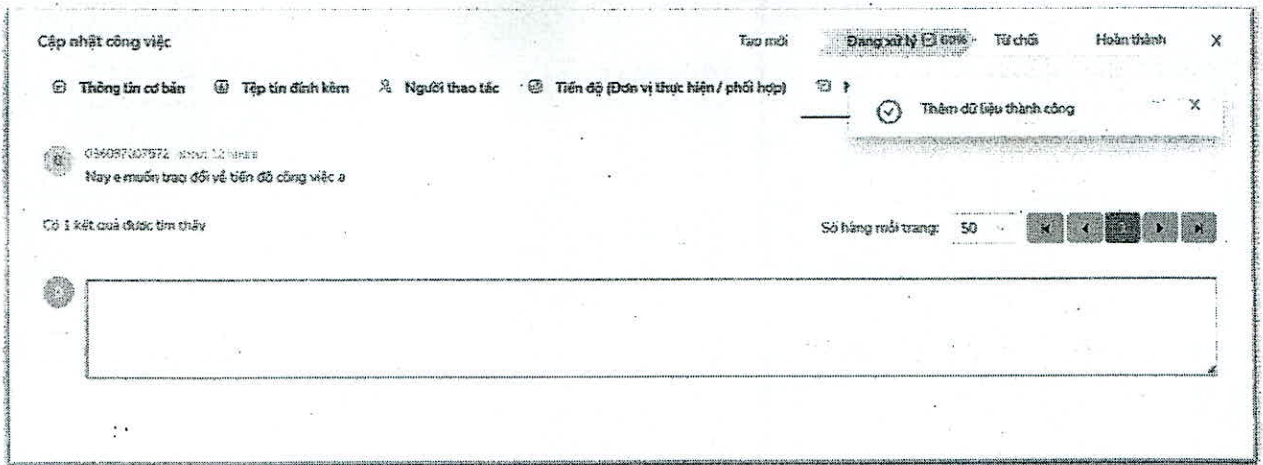 Cập nhật công việc
Tạo mới Đang xử lý 60% Từ chối Hoàn thành X
Thông tin cơ bản Tệp tin đính kèm Người thao tác Tiến độ (Đơn vị thực hiện / phối hợp)
Thêm dữ liệu thành công X
Nay e muốn trao đổi về tiến độ công việc a
Có 1 kết quả được tìm thấy
Số hàng mỗi trang: 50